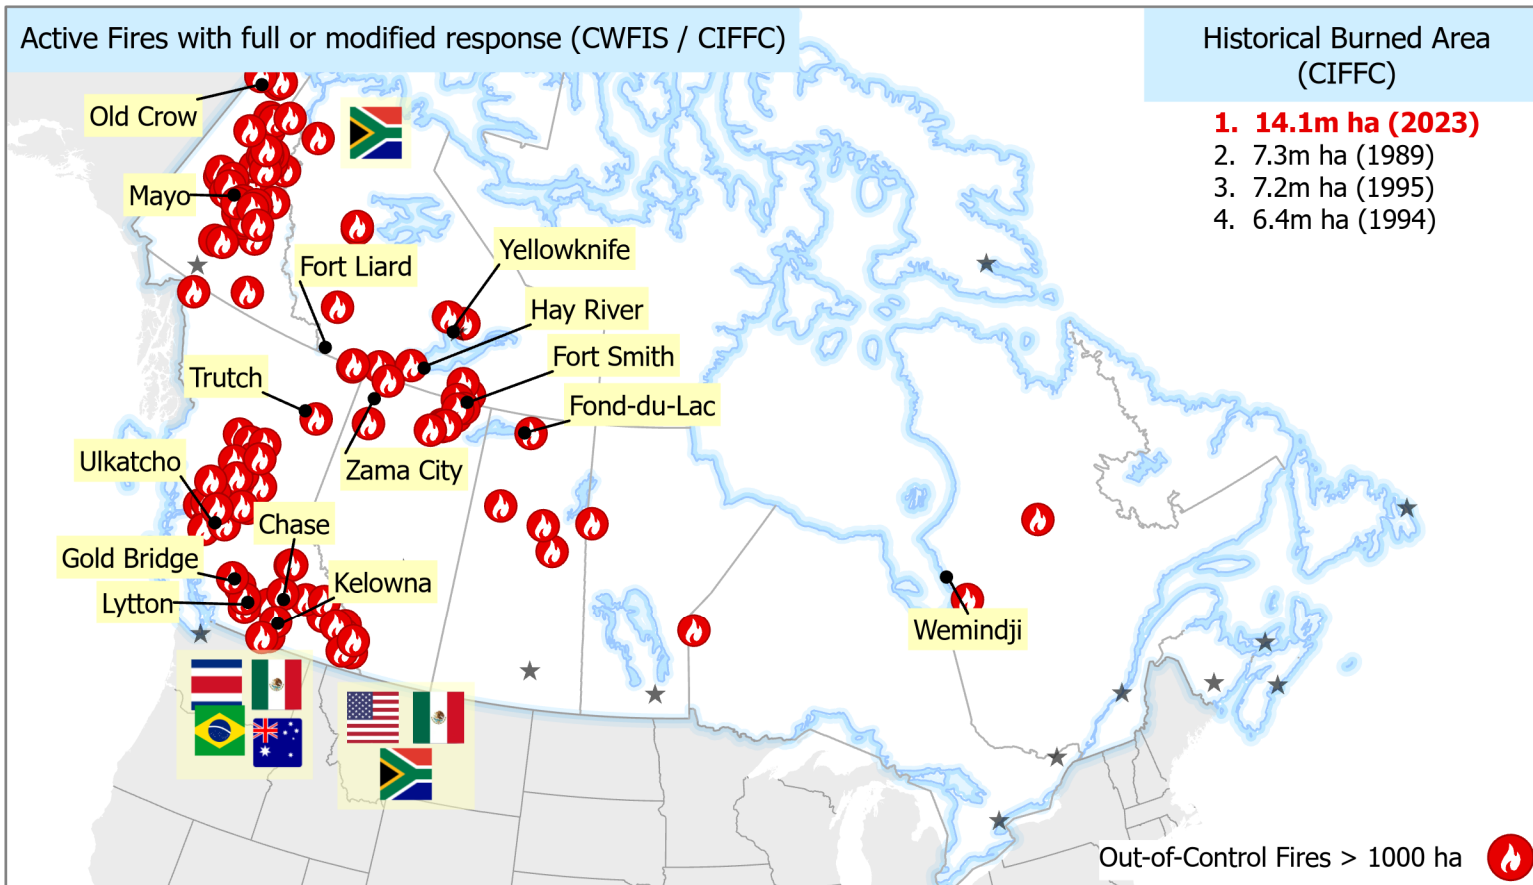 Active Fires with full or modified response (CWFIS / CIFFC)
Historical Burned Area
(CIFFC)
1. 14.1m ha (2023)
2. 7.3m ha (1989)
3. 7.2m ha (1995)
4. 6.4m ha (1994)
Old Crow
Mayo
Fort Liard
Yellowknife
Hay River
Fort Smith
Trutch
Fond-du-Lac
Zama City
Ulkatcho
Chase
Gold Bridge
Kelowna
Lytton
Wemindji
Out-of-Control Fires > 1000 ha